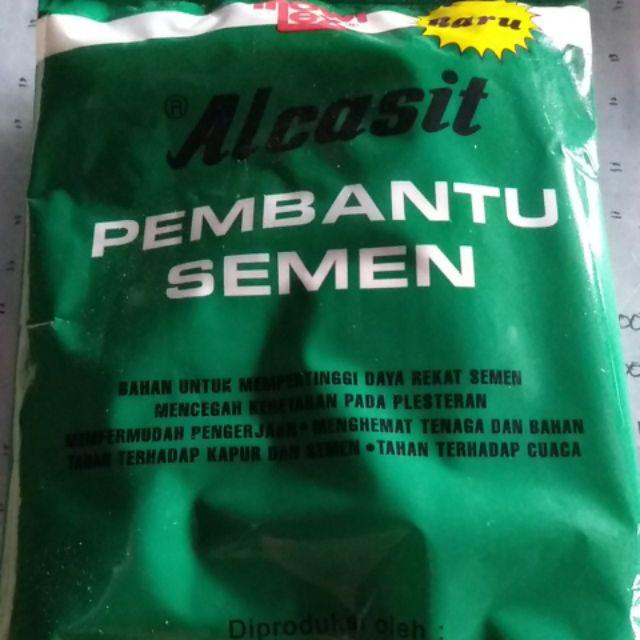 Baru
® Alcasit
PEMBANTU
SEMEN
BAHAN UNTUK MEMPERTINGGI DAYA REKAT SEMEN
MENCEGAH KERETAKAN PADA PLESTERAN
MEMPERMUDAH PENGERJAAN • MENGHEMAT TENAGA DAN BAHAN
TAHAN TERHADAP KAPUR DAN SEMEN • TAHAN TERHADAP CUACA
Diproduksi oleh :